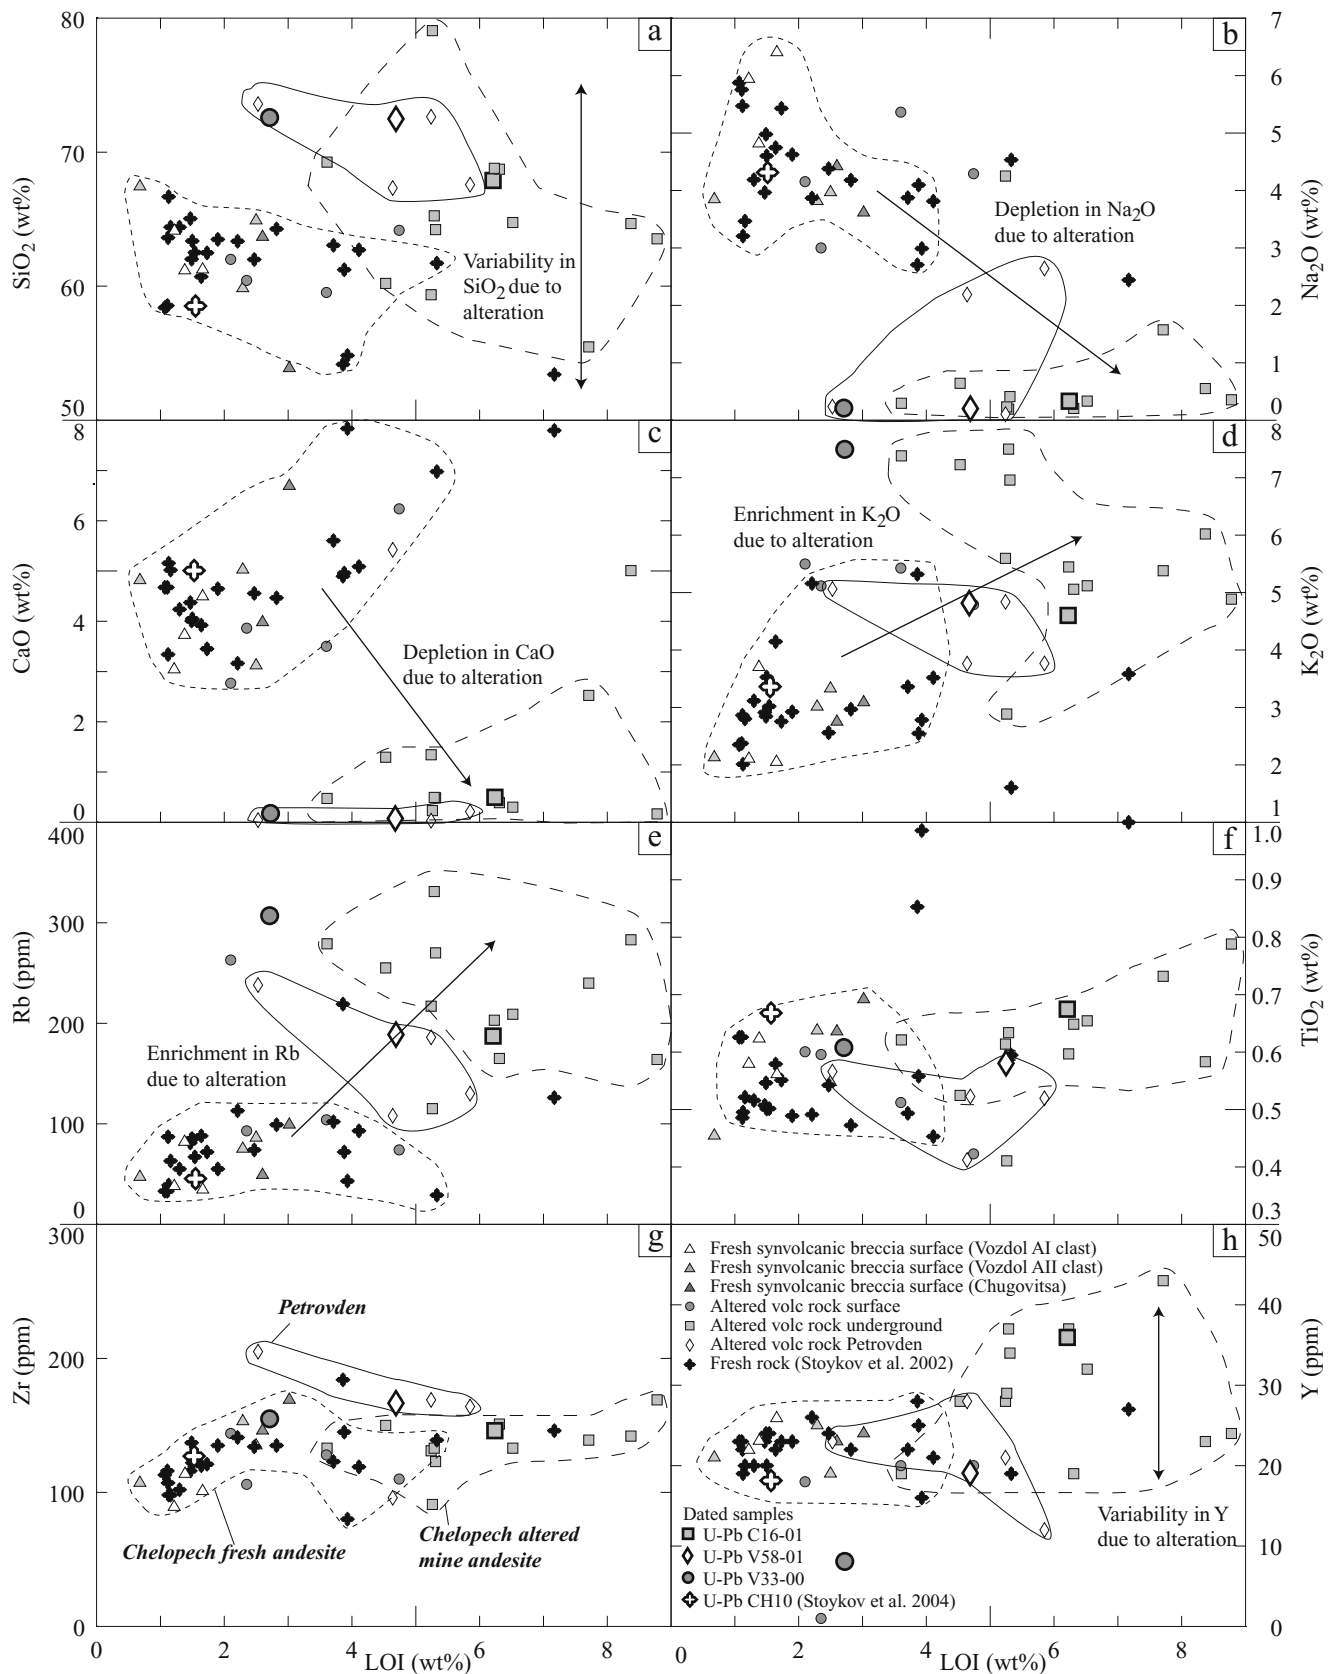 80
a
70
60
50
SiO2 (wt%)
Variability in
SiO2 due to
alteration
7
b
6
5
4
3
2
1
0
Na2O (wt%)
Depletion in Na2O
due to alteration
8
c
6
4
2
0
CaO (wt%)
Depletion in CaO
due to alteration
8
d
7
6
5
4
3
2
1
K2O (wt%)
Enrichment in K2O
due to alteration
400
e
300
200
100
0
Rb (ppm)
Enrichment in Rb
due to alteration
1.0
f
0.9
0.8
0.7
0.6
0.5
0.4
0.3
TiO2 (wt%)
300
g
200
100
0
Zr (ppm)
Petrovden
Chelopech fresh andesite
Chelopech altered
mine andesite
0 2 4 6 8
LOI (wt%)
50
h
40
30
20
10
0
Y (ppm)
Fresh synvolcanic breccia surface (Vozdol AI clast)
Fresh synvolcanic breccia surface (Vozdol AII clast)
Fresh synvolcanic breccia surface (Chugovitsa)
Altered volc rock surface
Altered volc rock underground
Altered volc rock Petrovden
Fresh rock (Stoykov et al. 2002)
Variability in Y
due to alteration
Dated samples
U-Pb C16-01
U-Pb V58-01
U-Pb V33-00
U-Pb CH10 (Stoykov et al. 2004)
0 2 4 6 8
LOI (wt%)